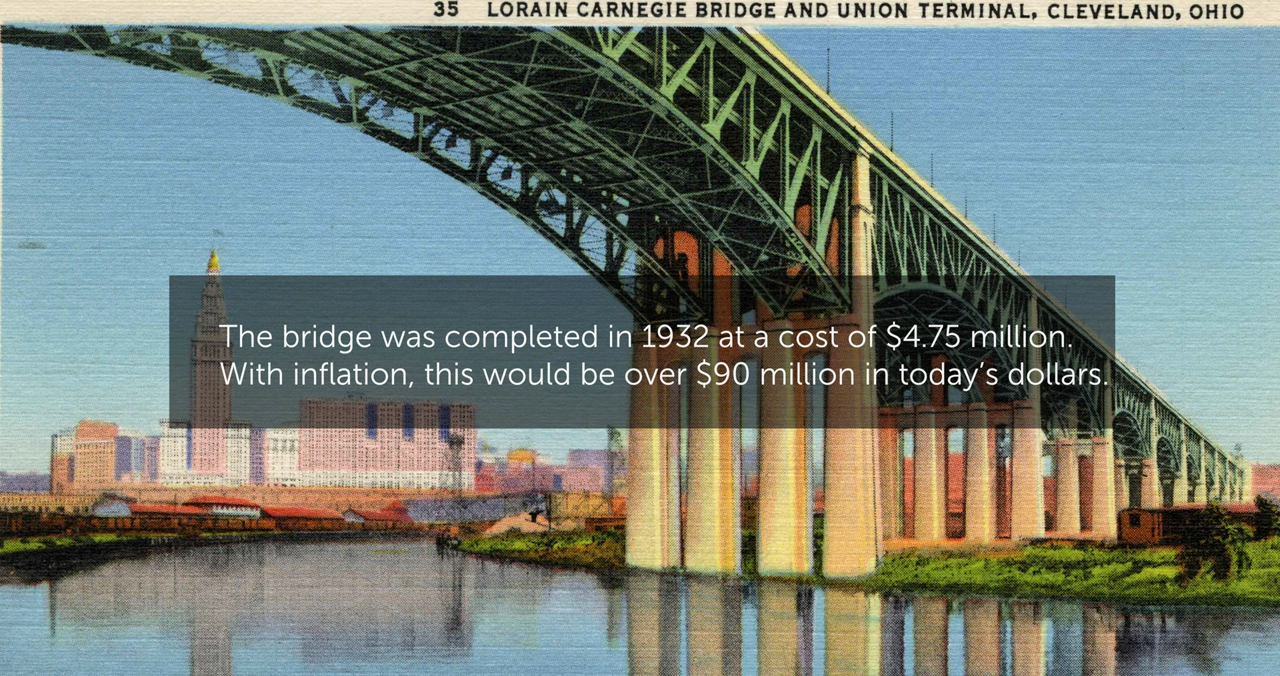 35 LORAIN CARNEGIE BRIDGE AND UNION TERMINAL, CLEVELAND, OHIO
The bridge was completed in 1932 at a cost of $4.75 million.
With inflation, this would be over $90 million in today’s dollars.